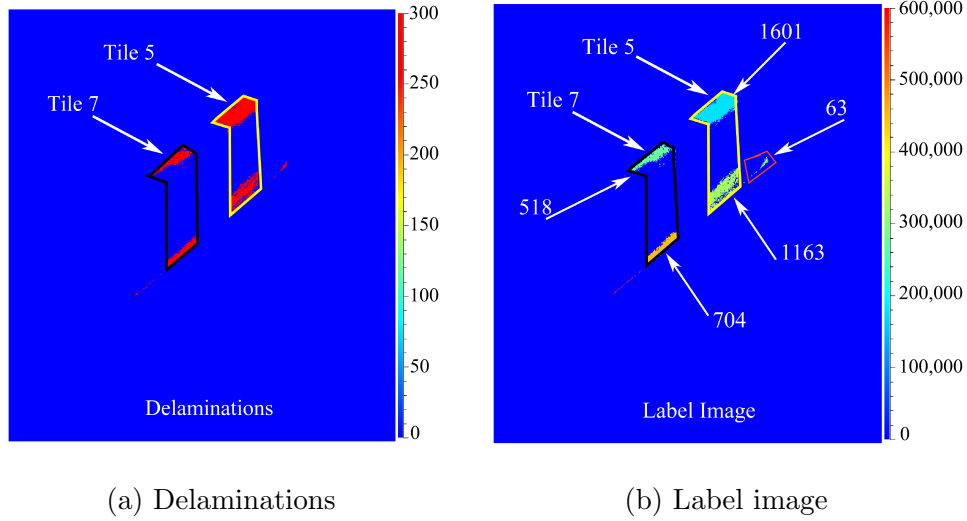 Tile 5
Tile 7
Delaminations
300
250
200
150
100
50
0
Tile 5
1601
Tile 7
63
518
1163
704
Label Image
600,000
500,000
400,000
300,000
200,000
100,000
0
(a) Delaminations
(b) Label image